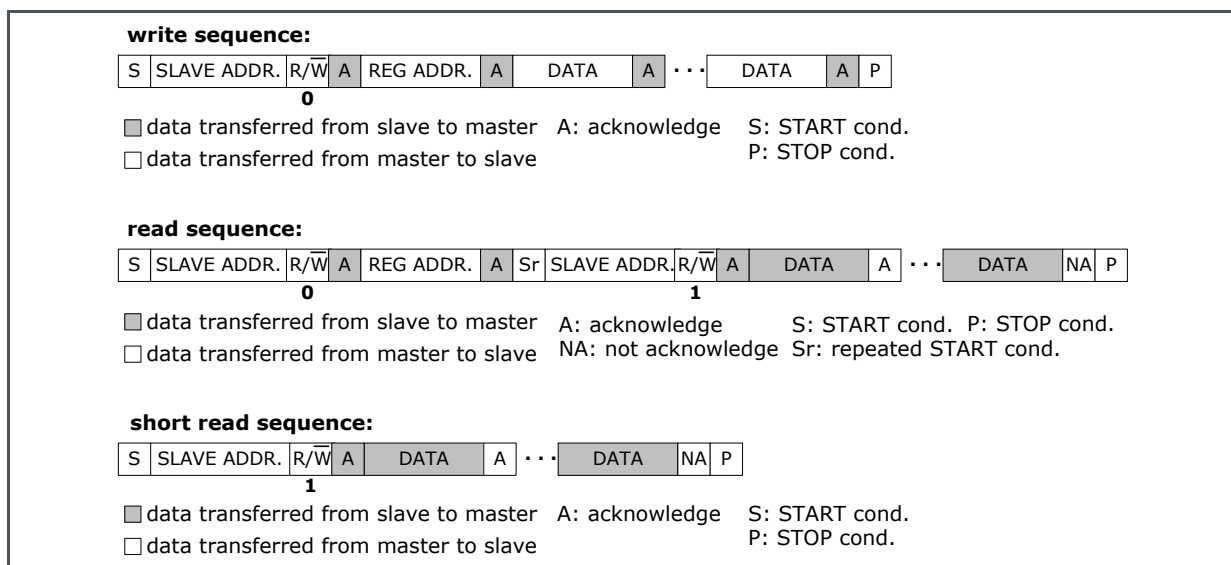 write sequence:
S SLAVE ADDR. R/W̅ A REG ADDR. A DATA A ··· DATA A P
0
data transferred from slave to master A: acknowledge S: START cond.
data transferred from master to slave P: STOP cond.
read sequence:
S SLAVE ADDR. R/W̅ A REG ADDR. A Sr SLAVE ADDR. R/W̅ A DATA A ··· DATA NA P
0 1
data transferred from slave to master A: acknowledge S: START cond. P: STOP cond.
data transferred from master to slave NA: not acknowledge Sr: repeated START cond.
short read sequence:
S SLAVE ADDR. R/W̅ A DATA A ··· DATA NA P
1
data transferred from slave to master A: acknowledge S: START cond.
data transferred from master to slave P: STOP cond.